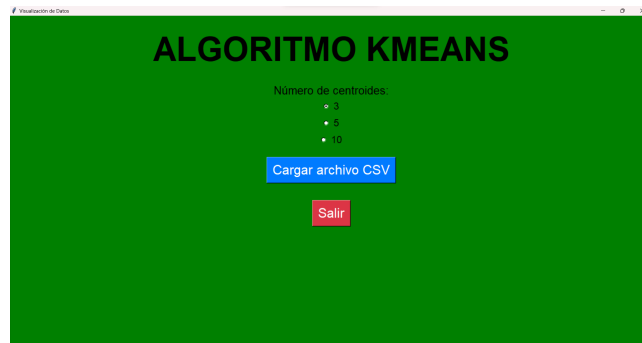 Visualización de Datos
ALGORITMO KMEANS
Número de centroides:
3
5
10
Cargar archivo CSV
Salir